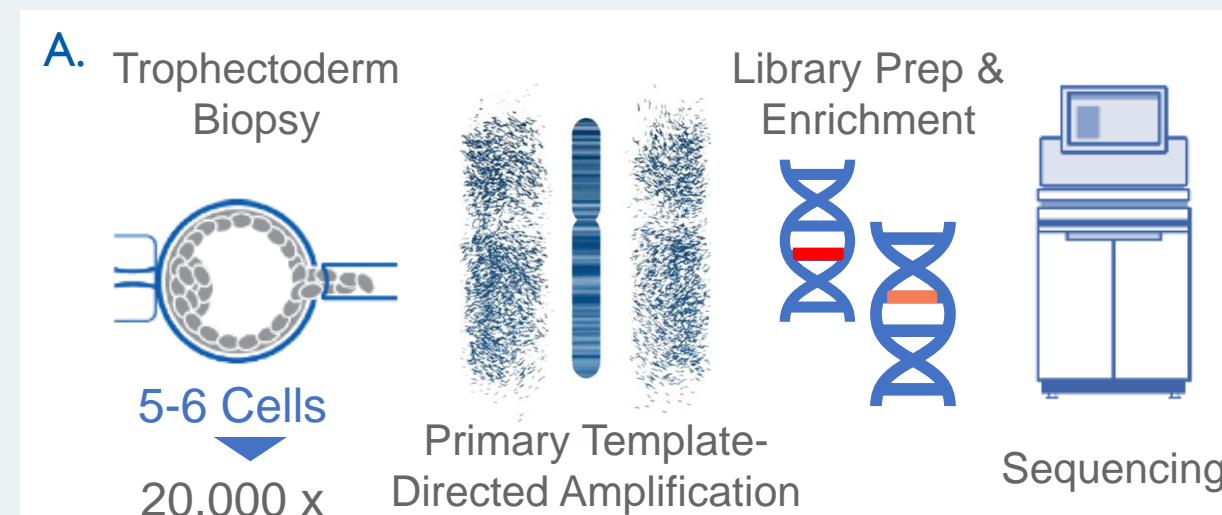 A.
Trophectoderm
Biopsy
5-6 Cells
20,000 x
Primary Template-
Directed Amplification
Library Prep &
Enrichment
Sequencing